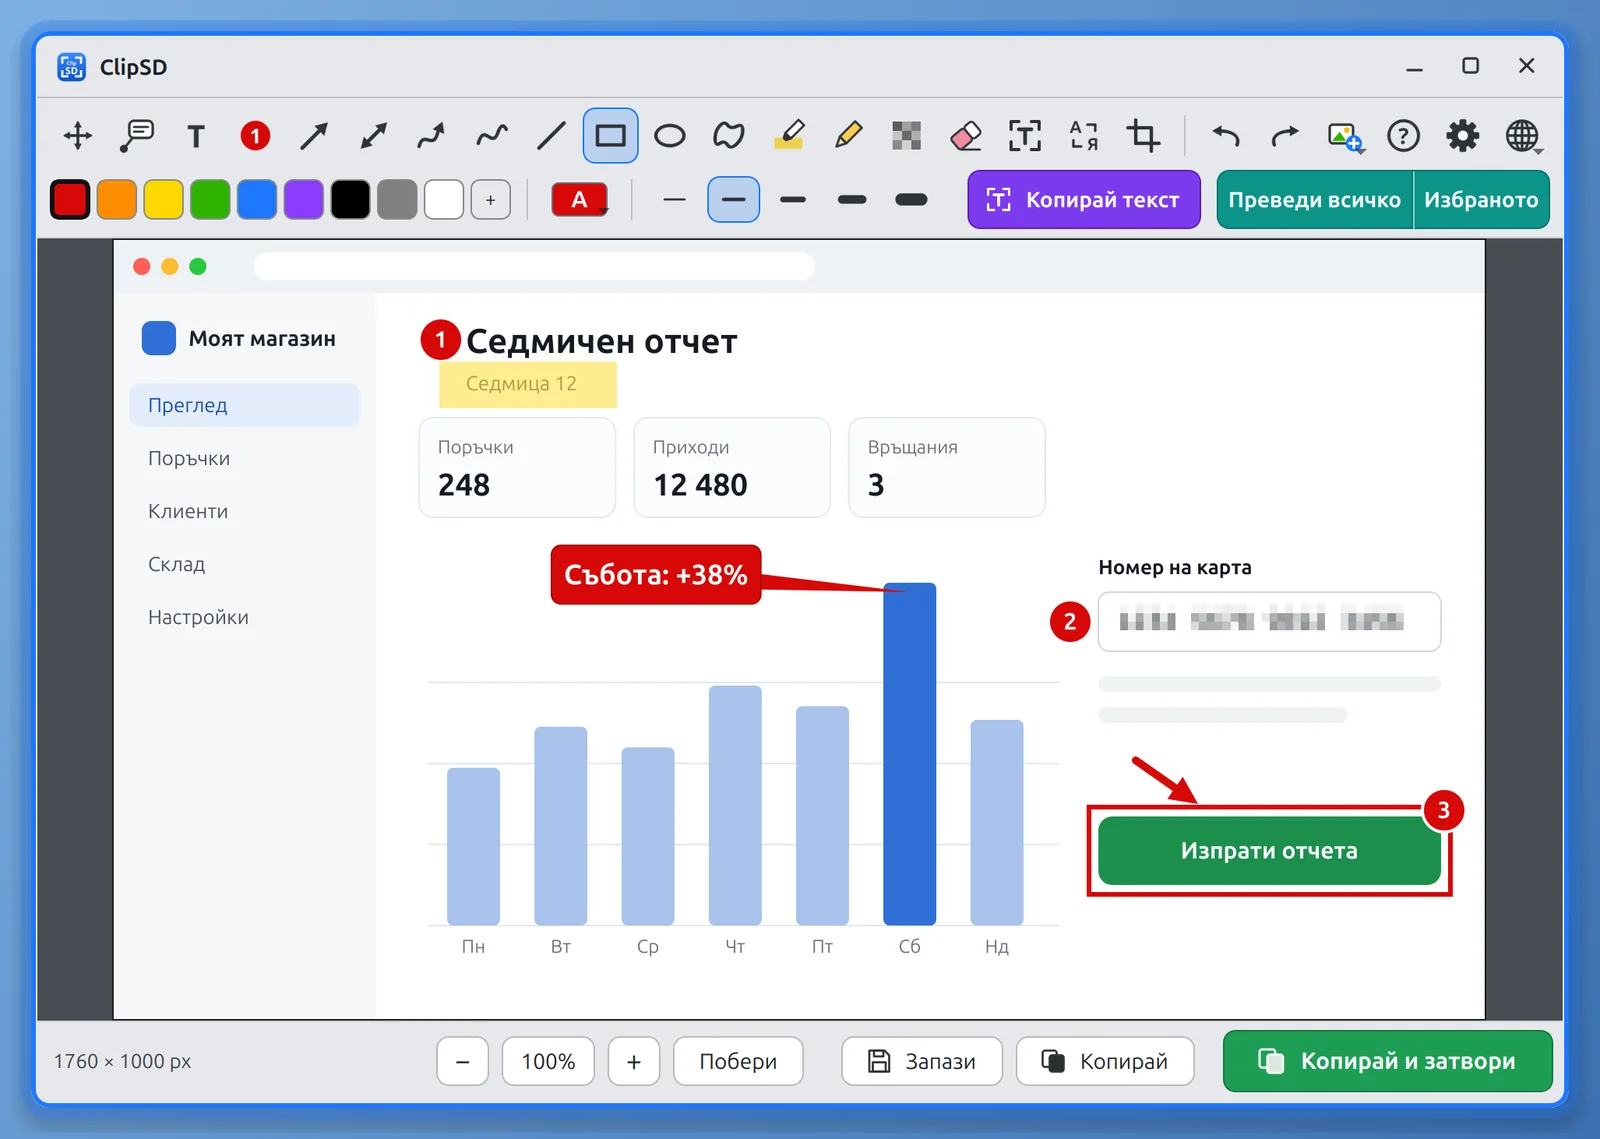 ClipSD
T
1
A
Я
?
+
A
Копирай текст
Преведи всичко
Избраното
Моят магазин
Преглед
Поръчки
Клиенти
Склад
Настройки
1
Седмичен отчет
Седмица 12
Поръчки
248
Приходи
12 480
Връщания
3
Събота: +38%
Пн
Вт
Ср
Чт
Пт
Сб
Нд
Номер на карта
2
3
Изпрати отчета
1760 × 1000 px
−
100%
+
Побери
Запази
Копирай
Копирай и затвори